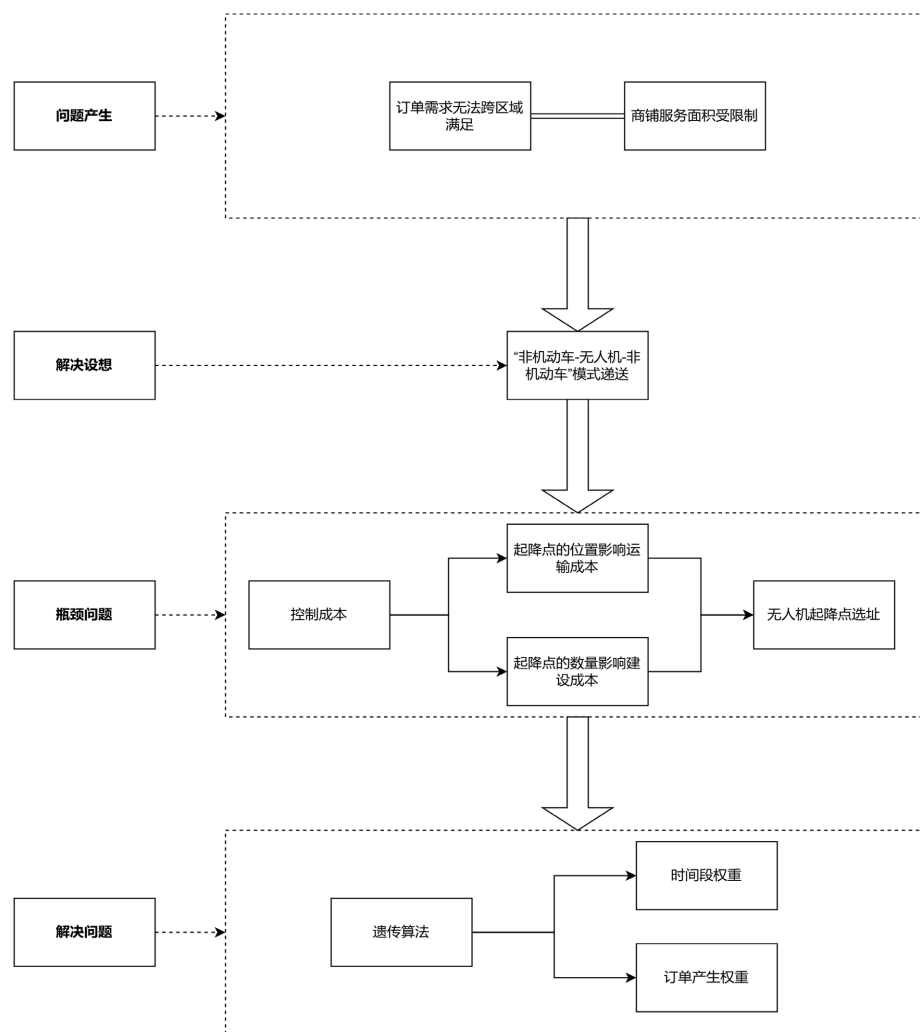 问题产生
订单需求无法跨区域
满足
商铺服务面积受限制
解决设想
“非机动车-无人机-非
机动车”模式递送
瓶颈问题
控制成本
起降点的位置影响运
输成本
起降点的数量影响建
设成本
无人机起降点选址
解决问题
遗传算法
时间段权重
订单产生权重